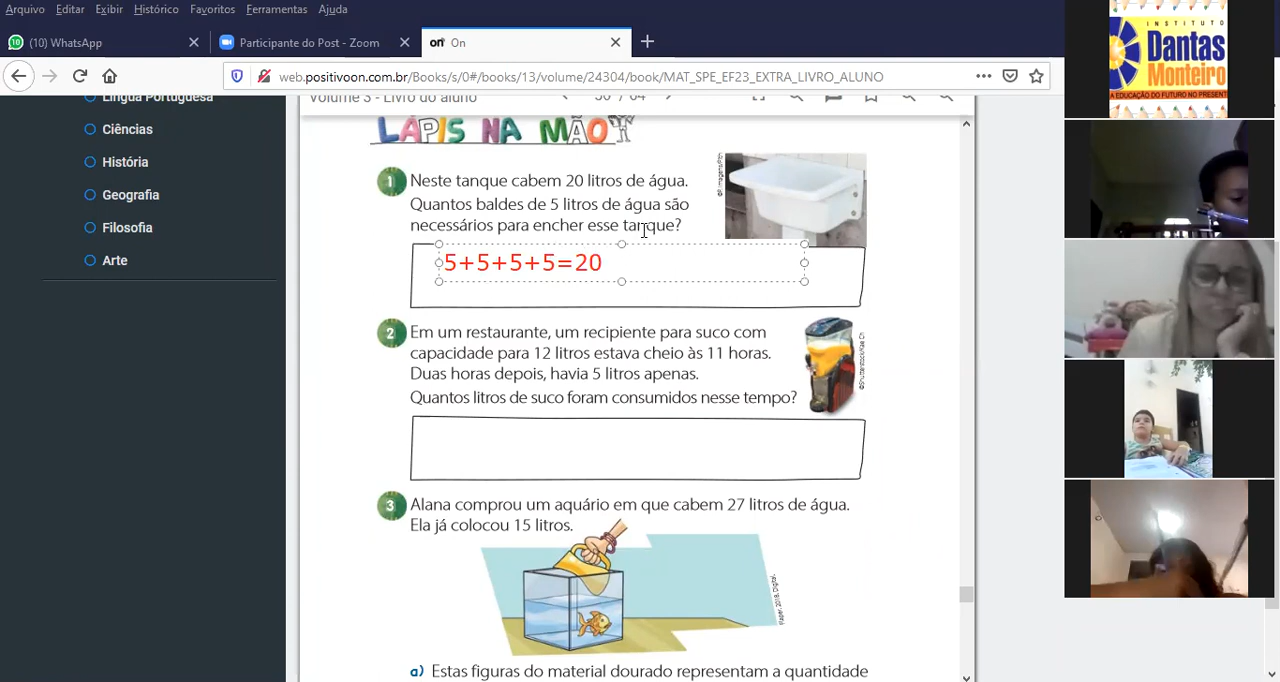 Arquivo Editar Exibir Histórico Favoritos Ferramentas Ajuda
(10) WhatsApp
Participante do Post - Zoom
on On
web.positivoon.com.br/Books/s/0#/books/13/volume/24304/book/MAT_SPE_EF23_EXTRA_LIVRO_ALUNO
Língua Portuguesa
Ciências
História
Geografia
Filosofia
Arte
Volume 3 - Livro do aluno
LÁPIS NA MÃO
1 Neste tanque cabem 20 litros de água.
Quantos baldes de 5 litros de água são
necessários para encher esse tanque?
5+5+5+5=20
2 Em um restaurante, um recipiente para suco com
capacidade para 12 litros estava cheio às 11 horas.
Duas horas depois, havia 5 litros apenas.
Quantos litros de suco foram consumidos nesse tempo?
3 Alana comprou um aquário em que cabem 27 litros de água.
Ela já colocou 15 litros.
a) Estas figuras do material dourado representam a quantidade
INSTITUTO
Dantas
Monteiro
A EDUCAÇÃO DO FUTURO NO PRESENTE